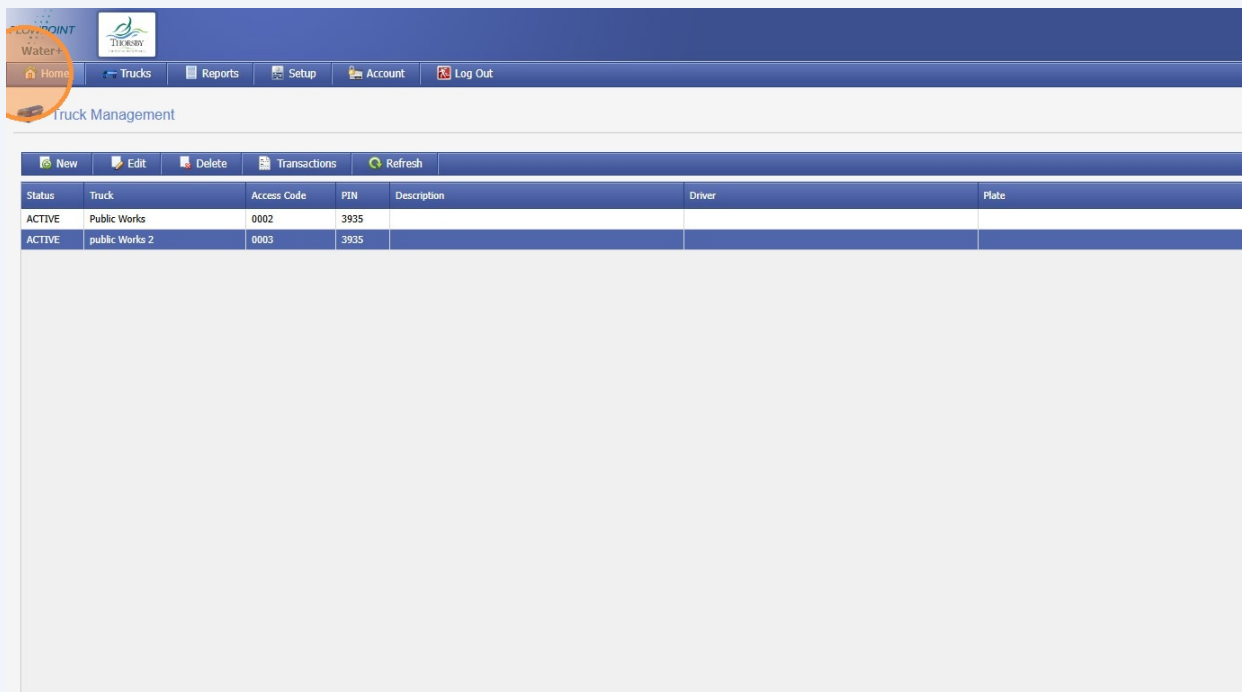 FLOWPOINT
Water+
THORSBY
Home Trucks Reports Setup Account Log Out
Truck Management
New Edit Delete Transactions Refresh
Status Truck Access Code PIN Description Driver Plate
ACTIVE Public Works 0002 3935
ACTIVE public Works 2 0003 3935